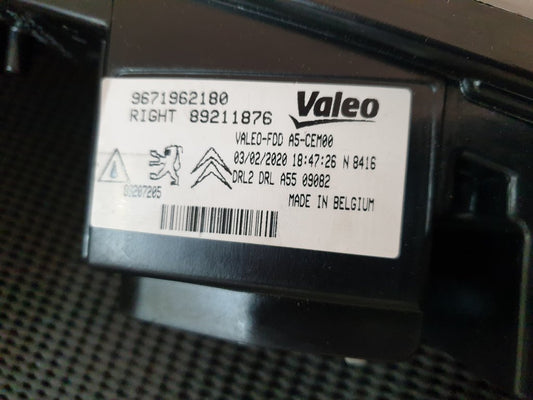 9671962180
Valeo
RIGHT 89211876
VALEO-FDD A5-CEM00
03/02/2020 18:47:26 N 8416
DRL2 DRL A55 09082
89207205
MADE IN BELGIUM